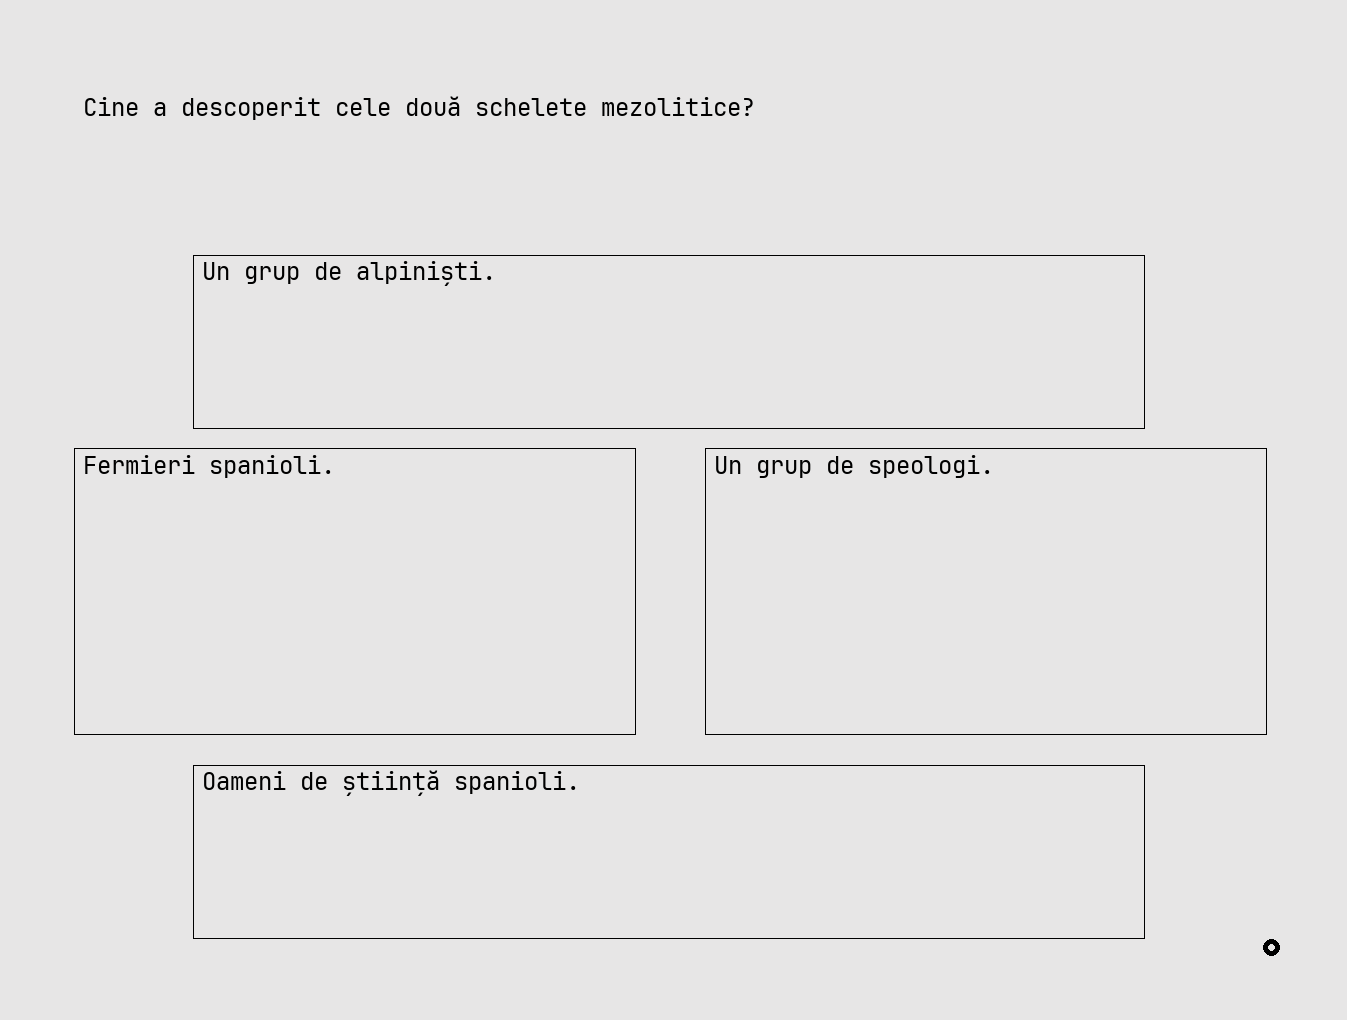 Cine a descoperit cele două schelete mezolitice?
Un grup de alpiniști.
Fermieri spanioli.
Un grup de speologi.
Oameni de știință spanioli.